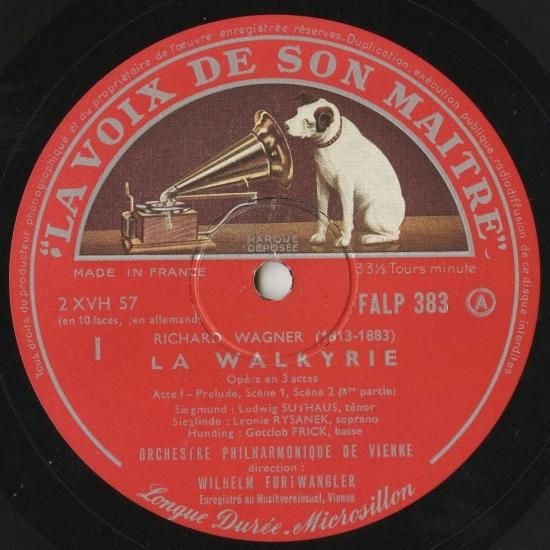 Tous droits du producteur phonographique et du propriétaire de l'œuvre enregistrée réservés. Duplication, exécution publique, radiodiffusion de ce disque interdites
"LA VOIX DE SON MAITRE"
MARQUE
DÉPOSÉE
MADE IN FRANCE
33⅓ Tours minute
2 XVH 57
FALP 383 A
(en 10 faces, en allemand)
I
RICHARD WAGNER (1813-1883)
LA WALKYRIE
Opéra en 3 actes
Acte I - Prelude, Scène 1, Scène 2 (1re partie)
Siegmund : Ludwig SUTHAUS, ténor
Sieglinde : Leonie RYSANEK, soprano
Hunding : Gottlob FRICK, basse
ORCHESTRE PHILHARMONIQUE DE VIENNE
direction :
WILHELM FURTWANGLER
Enregistré au Musikvereinsaal, Vienne
Longue Durée - Microsillon